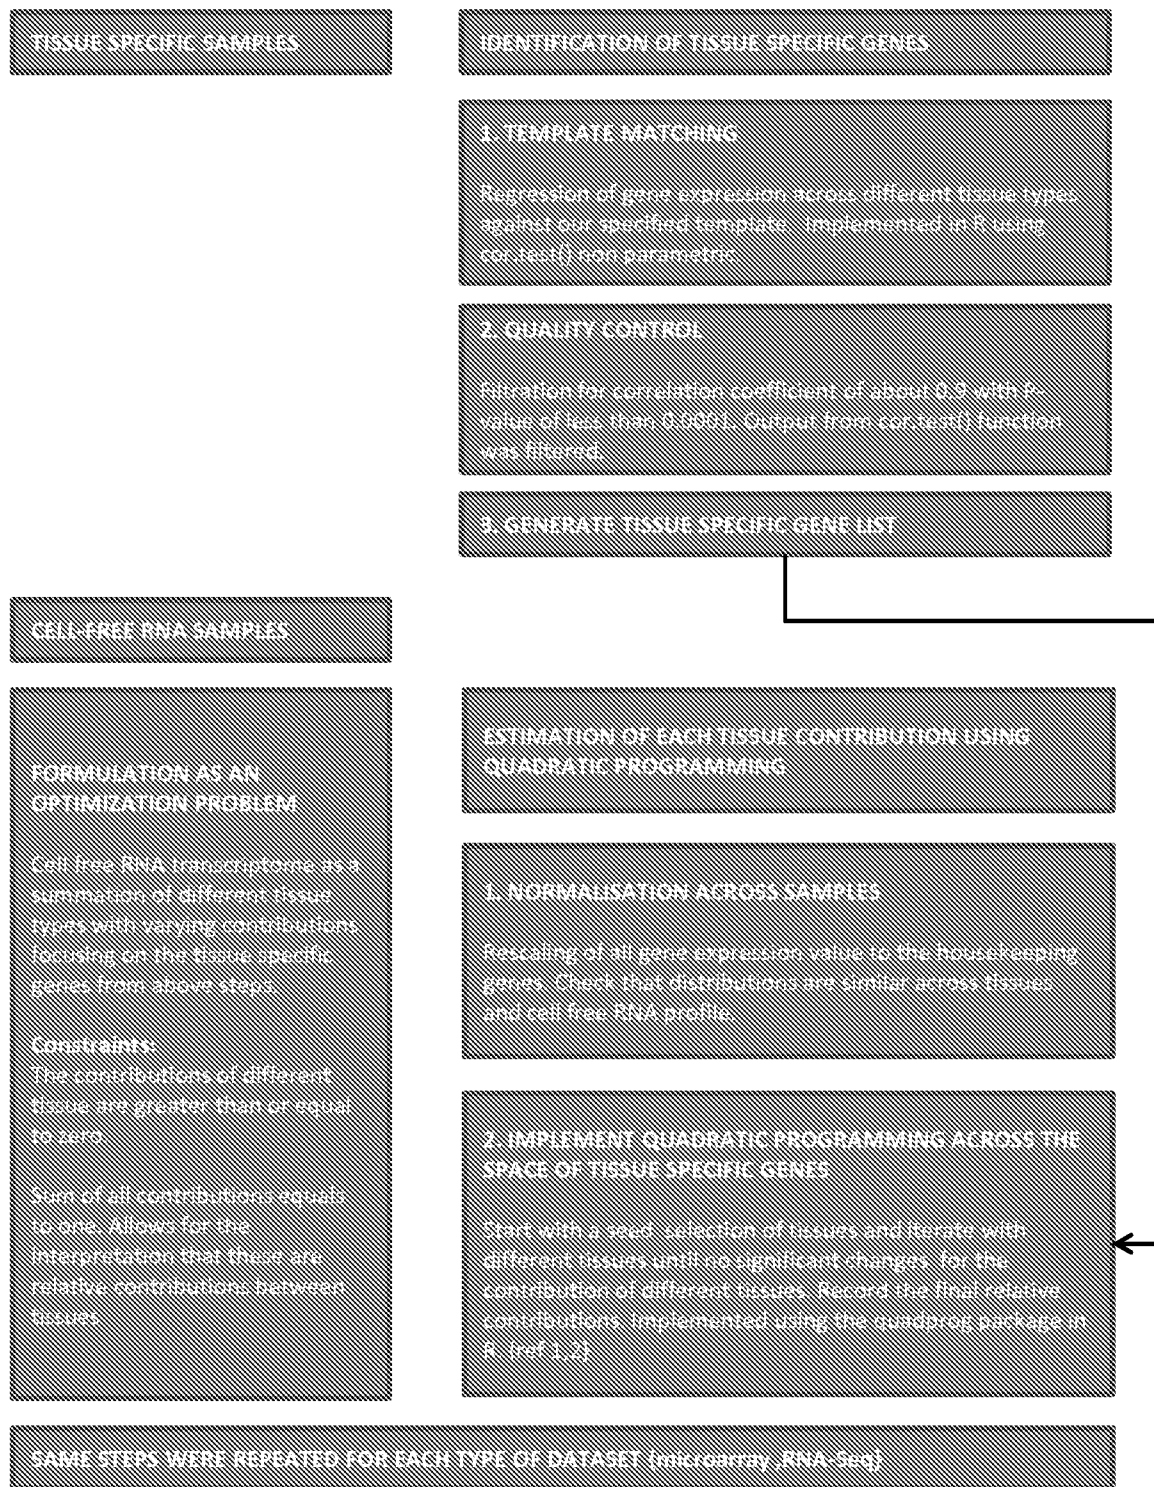 TISSUE SPECIFIC SAMPLES
IDENTIFICATION OF TISSUE SPECIFIC GENES
1. TEMPLATE MATCHING
Regression of gene expression across different tissue types
against our specified template. Implemented in R using
cor.test() non parametric.
2. QUALITY CONTROL
Filtration for correlation coefficient of about 0.9 with P-
value of less than 0.0001. Output from cor.test() function
was filtered.
3. GENERATE TISSUE SPECIFIC GENE LIST
CELL-FREE RNA SAMPLES
FORMULATION AS AN
OPTIMIZATION PROBLEM
Cell free RNA transcriptome as a
summation of different tissue
types with varying contributions
focusing on the tissue specific
genes from above steps.
Constraints:
The contributions of different
tissue are greater than or equal
to zero.
Sum of all contributions equals
to one. Allows for the
interpretation that these are
relative contributions between
tissues
ESTIMATION OF EACH TISSUE CONTRIBUTION USING
QUADRATIC PROGRAMMING
1. NORMALISATION ACROSS SAMPLES
Rescaling of all gene expression value to the housekeeping
genes. Check that distributions are similar across tissues
and cell free RNA profile.
2. IMPLEMENT QUADRATIC PROGRAMMING ACROSS THE
SPACE OF TISSUE SPECIFIC GENES
Start with a seed selection of tissues and iterate with
different tissues until no significant changes for the
contribution of different tissues. Record the final relative
contributions. Implemented using the quadprog package in
R. (ref 1,2)
SAME STEPS WERE REPEATED FOR EACH TYPE OF DATASET (microarray ,RNA-Seq)